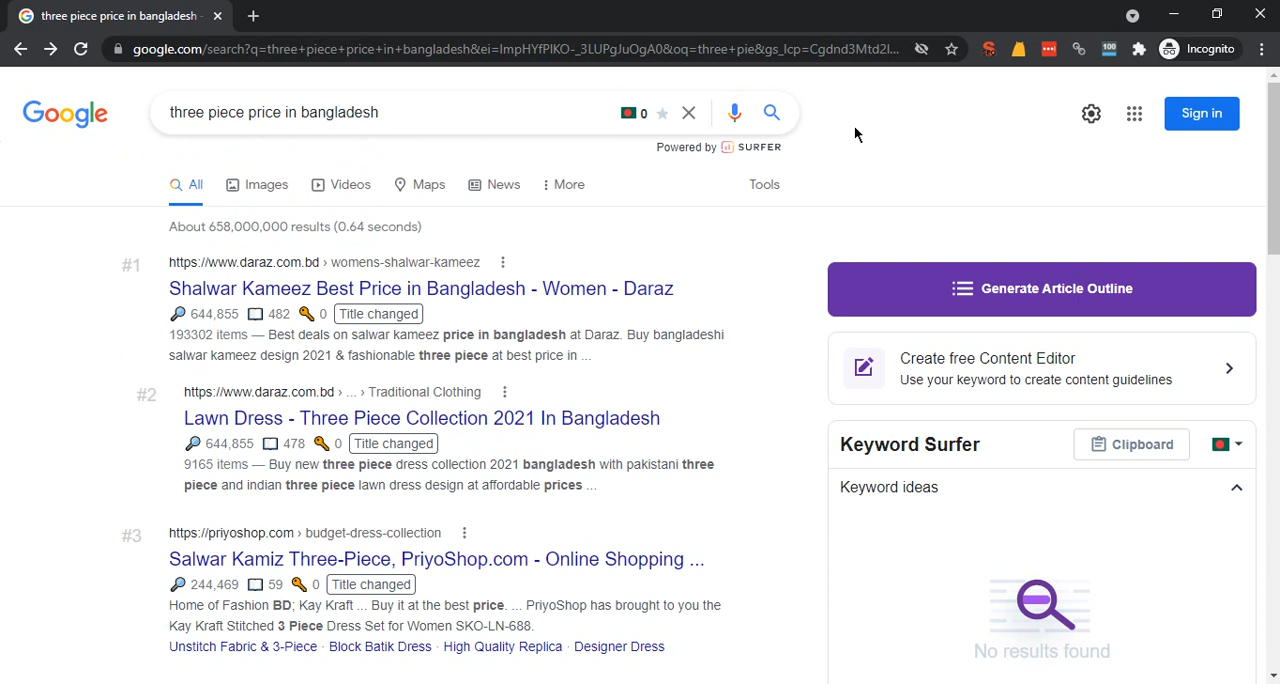 three piece price in bangladesh -
google.com/search?q=three+piece+price+in+bangladesh&ei=ImpHYfPIKO-_3LUPgJuOgA0&oq=three+pie&gs_lcp=Cgdnd3Mtd2l...
100
Incognito
Google
three piece price in bangladesh
0
Sign in
Powered by SURFER
All
Images
Videos
Maps
News
More
Tools
About 658,000,000 results (0.64 seconds)
#1
https://www.daraz.com.bd › womens-shalwar-kameez
Shalwar Kameez Best Price in Bangladesh - Women - Daraz
644,855 482 0 Title changed
193302 items — Best deals on salwar kameez price in bangladesh at Daraz. Buy bangladeshi
salwar kameez design 2021 & fashionable three piece at best price in ...
#2
https://www.daraz.com.bd › ... › Traditional Clothing
Lawn Dress - Three Piece Collection 2021 In Bangladesh
644,855 478 0 Title changed
9165 items — Buy new three piece dress collection 2021 bangladesh with pakistani three
piece and indian three piece lawn dress design at affordable prices ...
#3
https://priyoshop.com › budget-dress-collection
Salwar Kamiz Three-Piece, PriyoShop.com - Online Shopping ...
244,469 59 0 Title changed
Home of Fashion BD; Kay Kraft ... Buy it at the best price. ... PriyoShop has brought to you the
Kay Kraft Stitched 3 Piece Dress Set for Women SKO-LN-688.
Unstitch Fabric & 3-Piece · Block Batik Dress · High Quality Replica · Designer Dress
Generate Article Outline
Create free Content Editor
Use your keyword to create content guidelines
Keyword Surfer
Clipboard
Keyword ideas
No results found